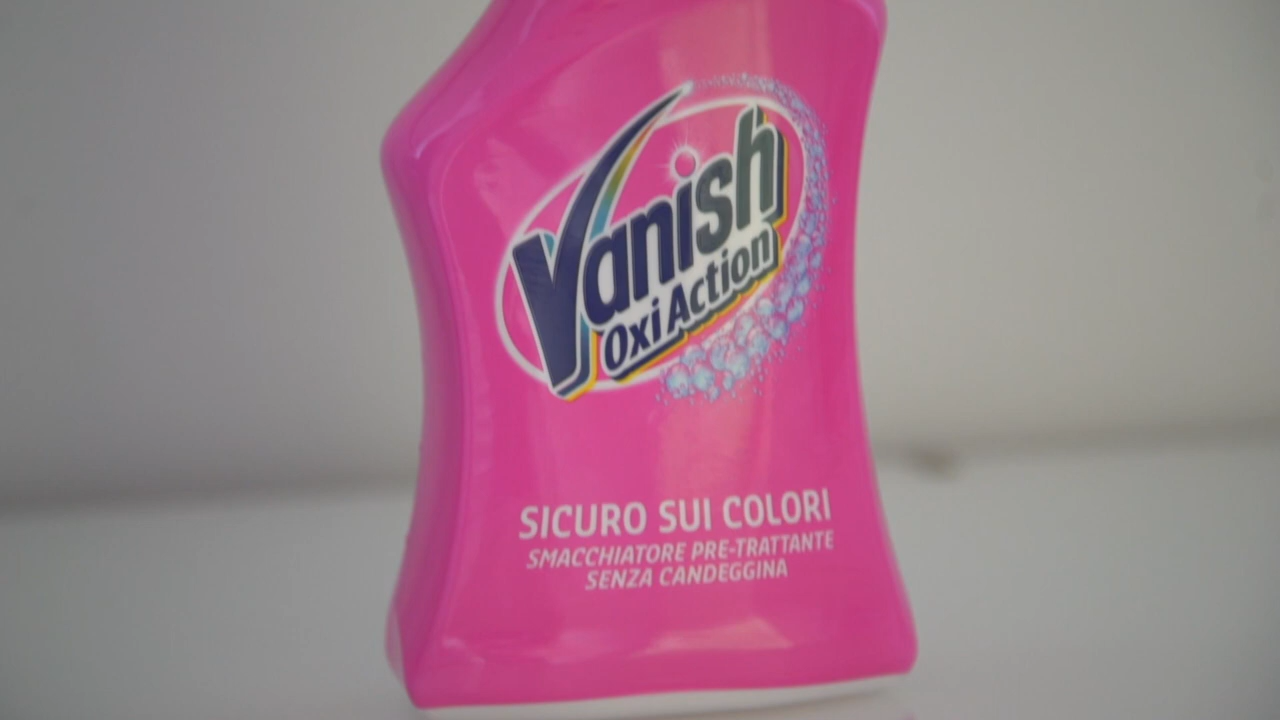 Vanish
Oxi Action
SICURO SUI COLORI
SMACCHIATORE PRE-TRATTANTE
SENZA CANDEGGINA